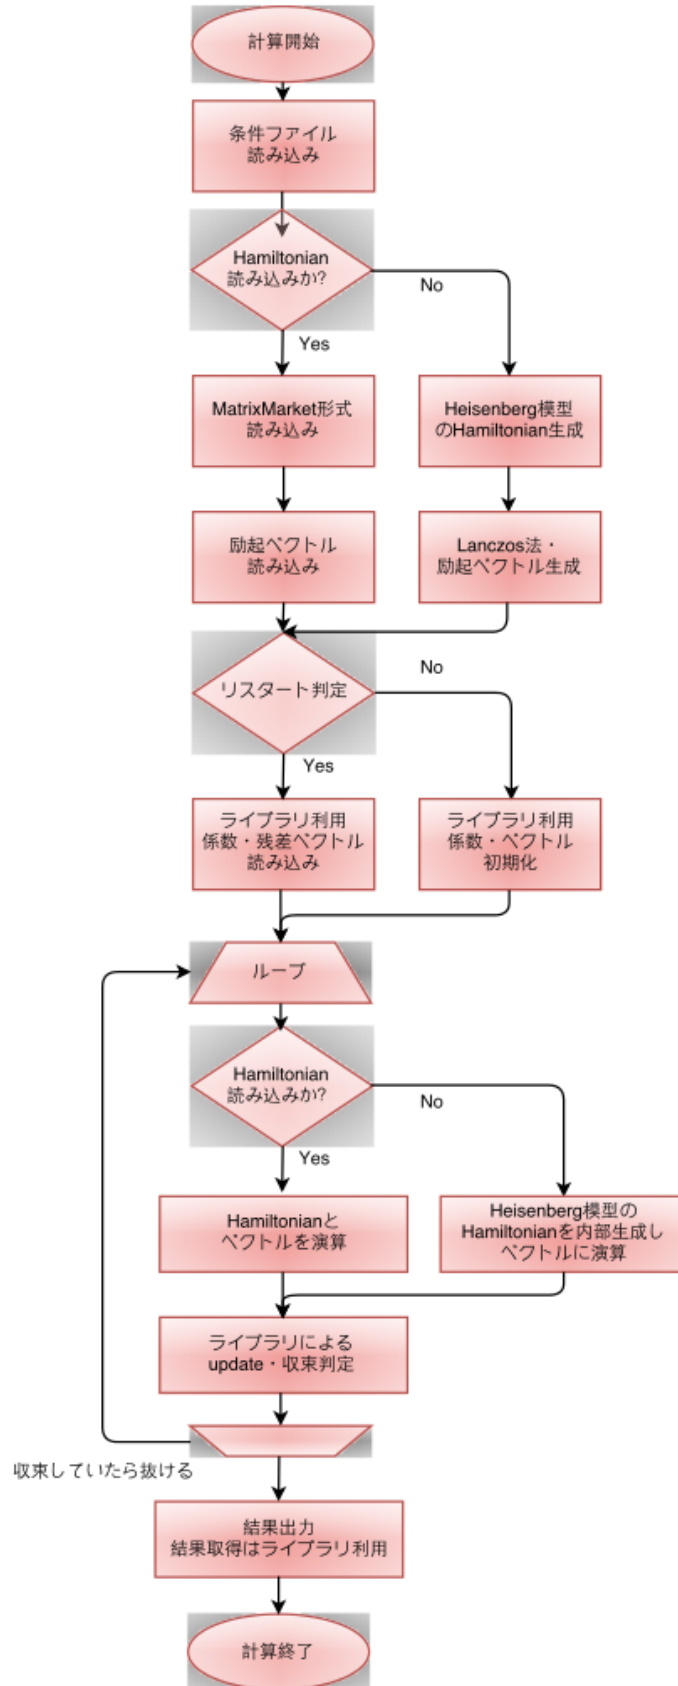 計算開始
条件ファイル
読み込み
Hamiltonian
読み込みか?
No
Yes
MatrixMarket形式
読み込み
Heisenberg模型
のHamiltonian生成
励起ベクトル
読み込み
Lanczos法・
励起ベクトル生成
リスタート判定
No
Yes
ライブラリ利用
係数・残差ベクトル
読み込み
ライブラリ利用
係数・ベクトル
初期化
ループ
Hamiltonian
読み込みか?
No
Yes
Hamiltonianと
ベクトルを演算
Heisenberg模型の
Hamiltonianを内部生成し
ベクトルに演算
ライブラリによる
update・収束判定
収束していたら抜ける
結果出力
結果取得はライブラリ利用
計算終了